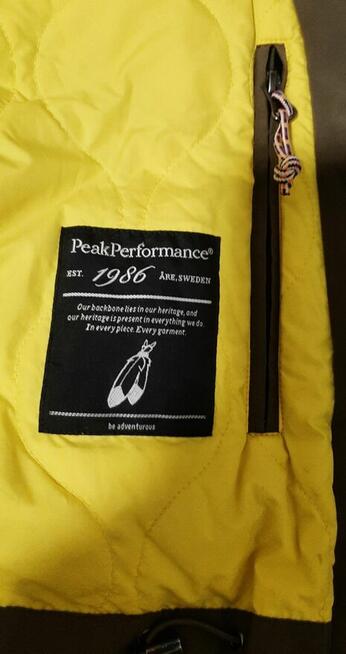 PeakPerformance®
EST. 1986 ÅRE, SWEDEN
Our backbone lies in our heritage, and
our heritage is present in everything we do.
In every piece. Every garment.
be adventurous